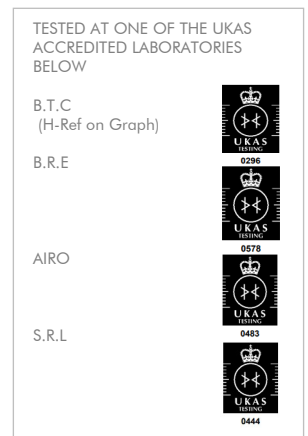 TESTED AT ONE OF THE UKAS
ACCREDITED LABORATORIES
BELOW
B.T.C
(H-Ref on Graph)
UKAS
TESTING
0296
B.R.E
UKAS
TESTING
0578
AIRO
UKAS
TESTING
0483
S.R.L
UKAS
TESTING
0444